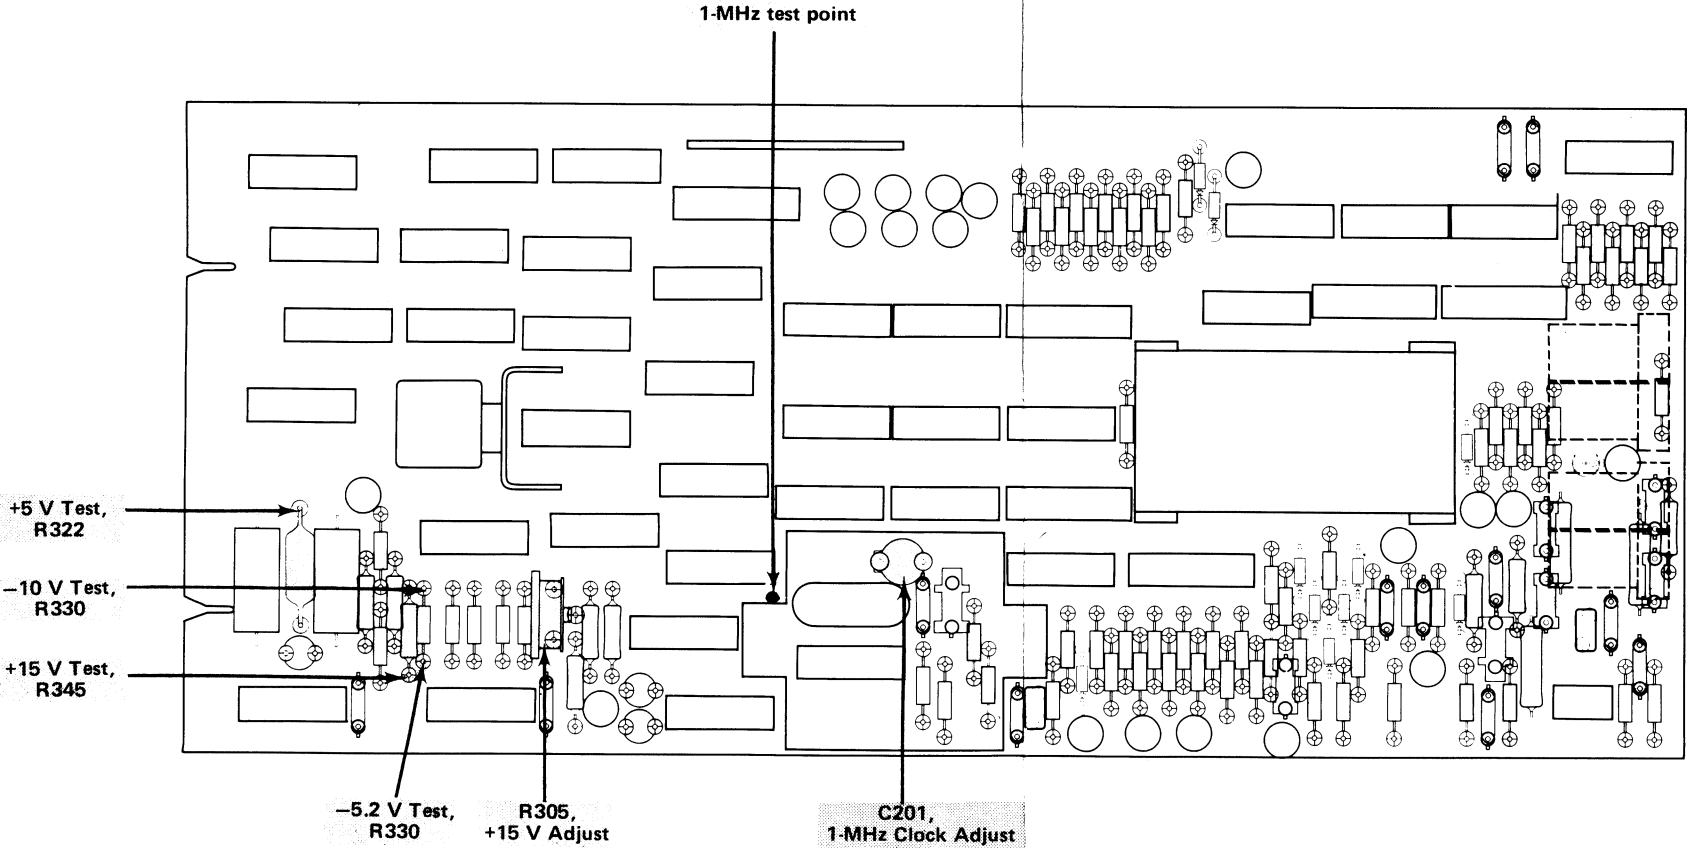 1-MHz test point
+5 V Test,
R322
–10 V Test,
R330
+15 V Test,
R345
–5.2 V Test,
R330
R305,
+15 V Adjust
C201,
1-MHz Clock Adjust